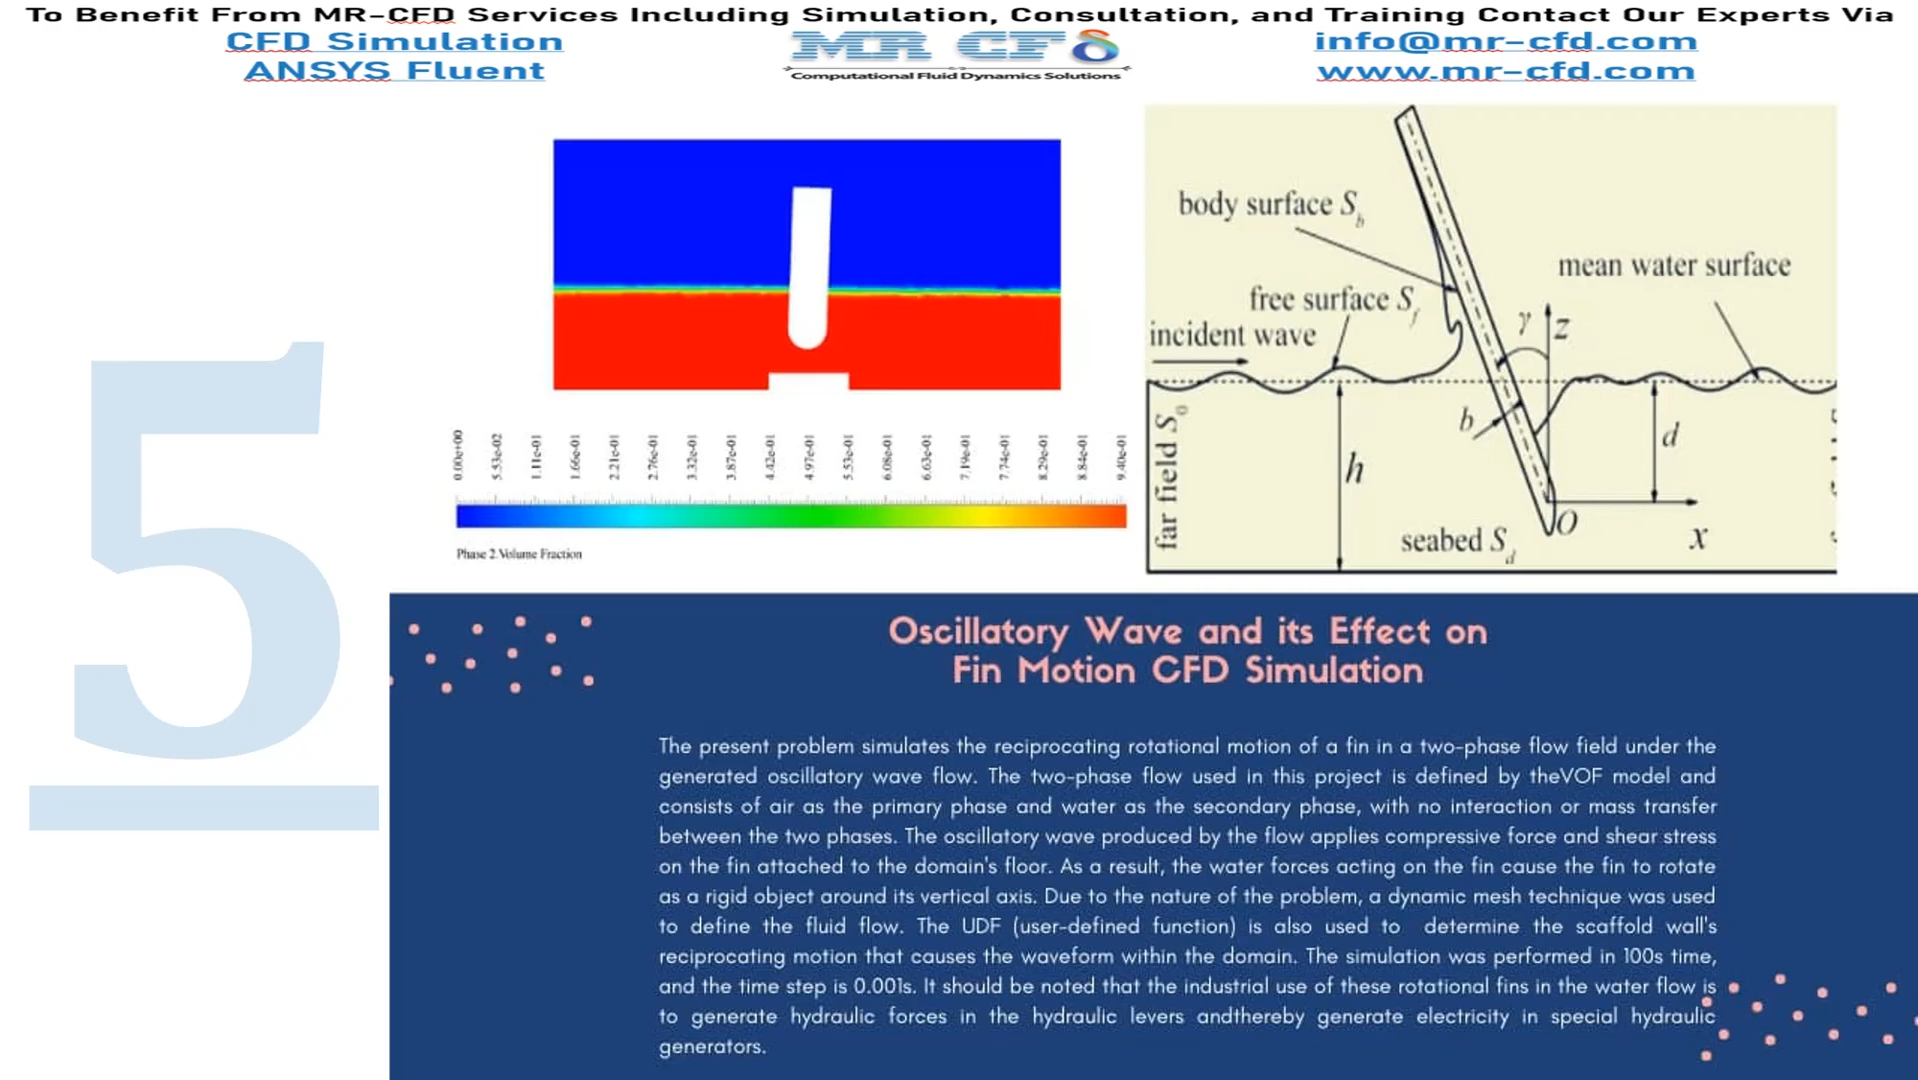 To Benefit From MR-CFD Services Including Simulation, Consultation, and Training Contact Our Experts Via
CFD Simulation
ANSYS Fluent
MR CFD
Computational Fluid Dynamics Solutions
info@mr-cfd.com
www.mr-cfd.com
0.00e+00
5.53e-02
1.11e-01
1.66e-01
2.21e-01
2.76e-01
3.32e-01
3.87e-01
4.42e-01
4.97e-01
5.53e-01
6.08e-01
6.63e-01
7.19e-01
7.74e-01
8.29e-01
8.84e-01
9.40e-01
Phase 2.Volume Fraction
body surface S_b
mean water surface
free surface S_f
incident wave
γ
z
far field S_0
b
h
d
O
x
seabed S_d
5
Oscillatory Wave and its Effect on
Fin Motion CFD Simulation
The present problem simulates the reciprocating rotational motion of a fin in a two-phase flow field under the
generated oscillatory wave flow. The two-phase flow used in this project is defined by theVOF model and
consists of air as the primary phase and water as the secondary phase, with no interaction or mass transfer
between the two phases. The oscillatory wave produced by the flow applies compressive force and shear stress
on the fin attached to the domain's floor. As a result, the water forces acting on the fin cause the fin to rotate
as a rigid object around its vertical axis. Due to the nature of the problem, a dynamic mesh technique was used
to define the fluid flow. The UDF (user-defined function) is also used to determine the scaffold wall's
reciprocating motion that causes the waveform within the domain. The simulation was performed in 100s time,
and the time step is 0.001s. It should be noted that the industrial use of these rotational fins in the water flow is
to generate hydraulic forces in the hydraulic levers andthereby generate electricity in special hydraulic
generators.